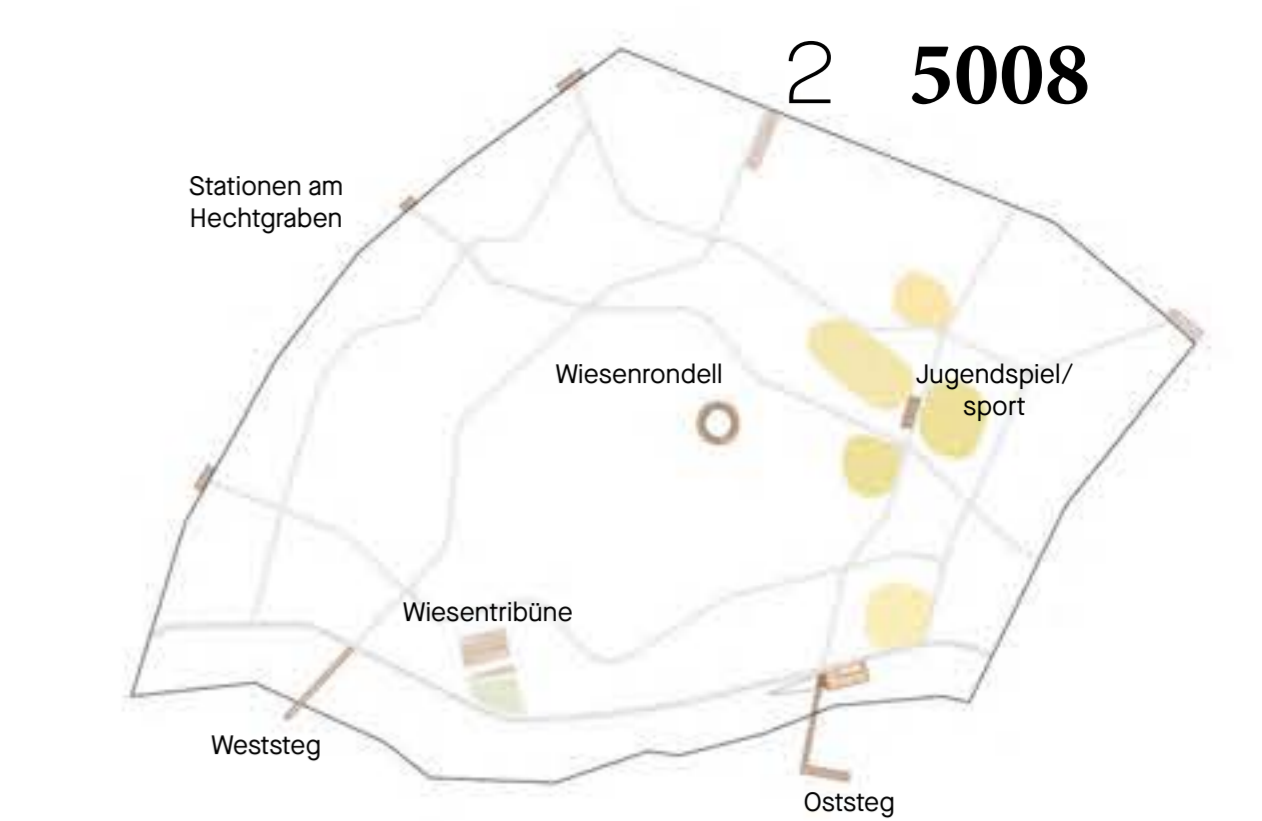 2 5008
Stationen am
Hechtgraben
Wiesenrondell
Jugendspiel/
sport
Wiesentribüne
Weststeg
Oststeg